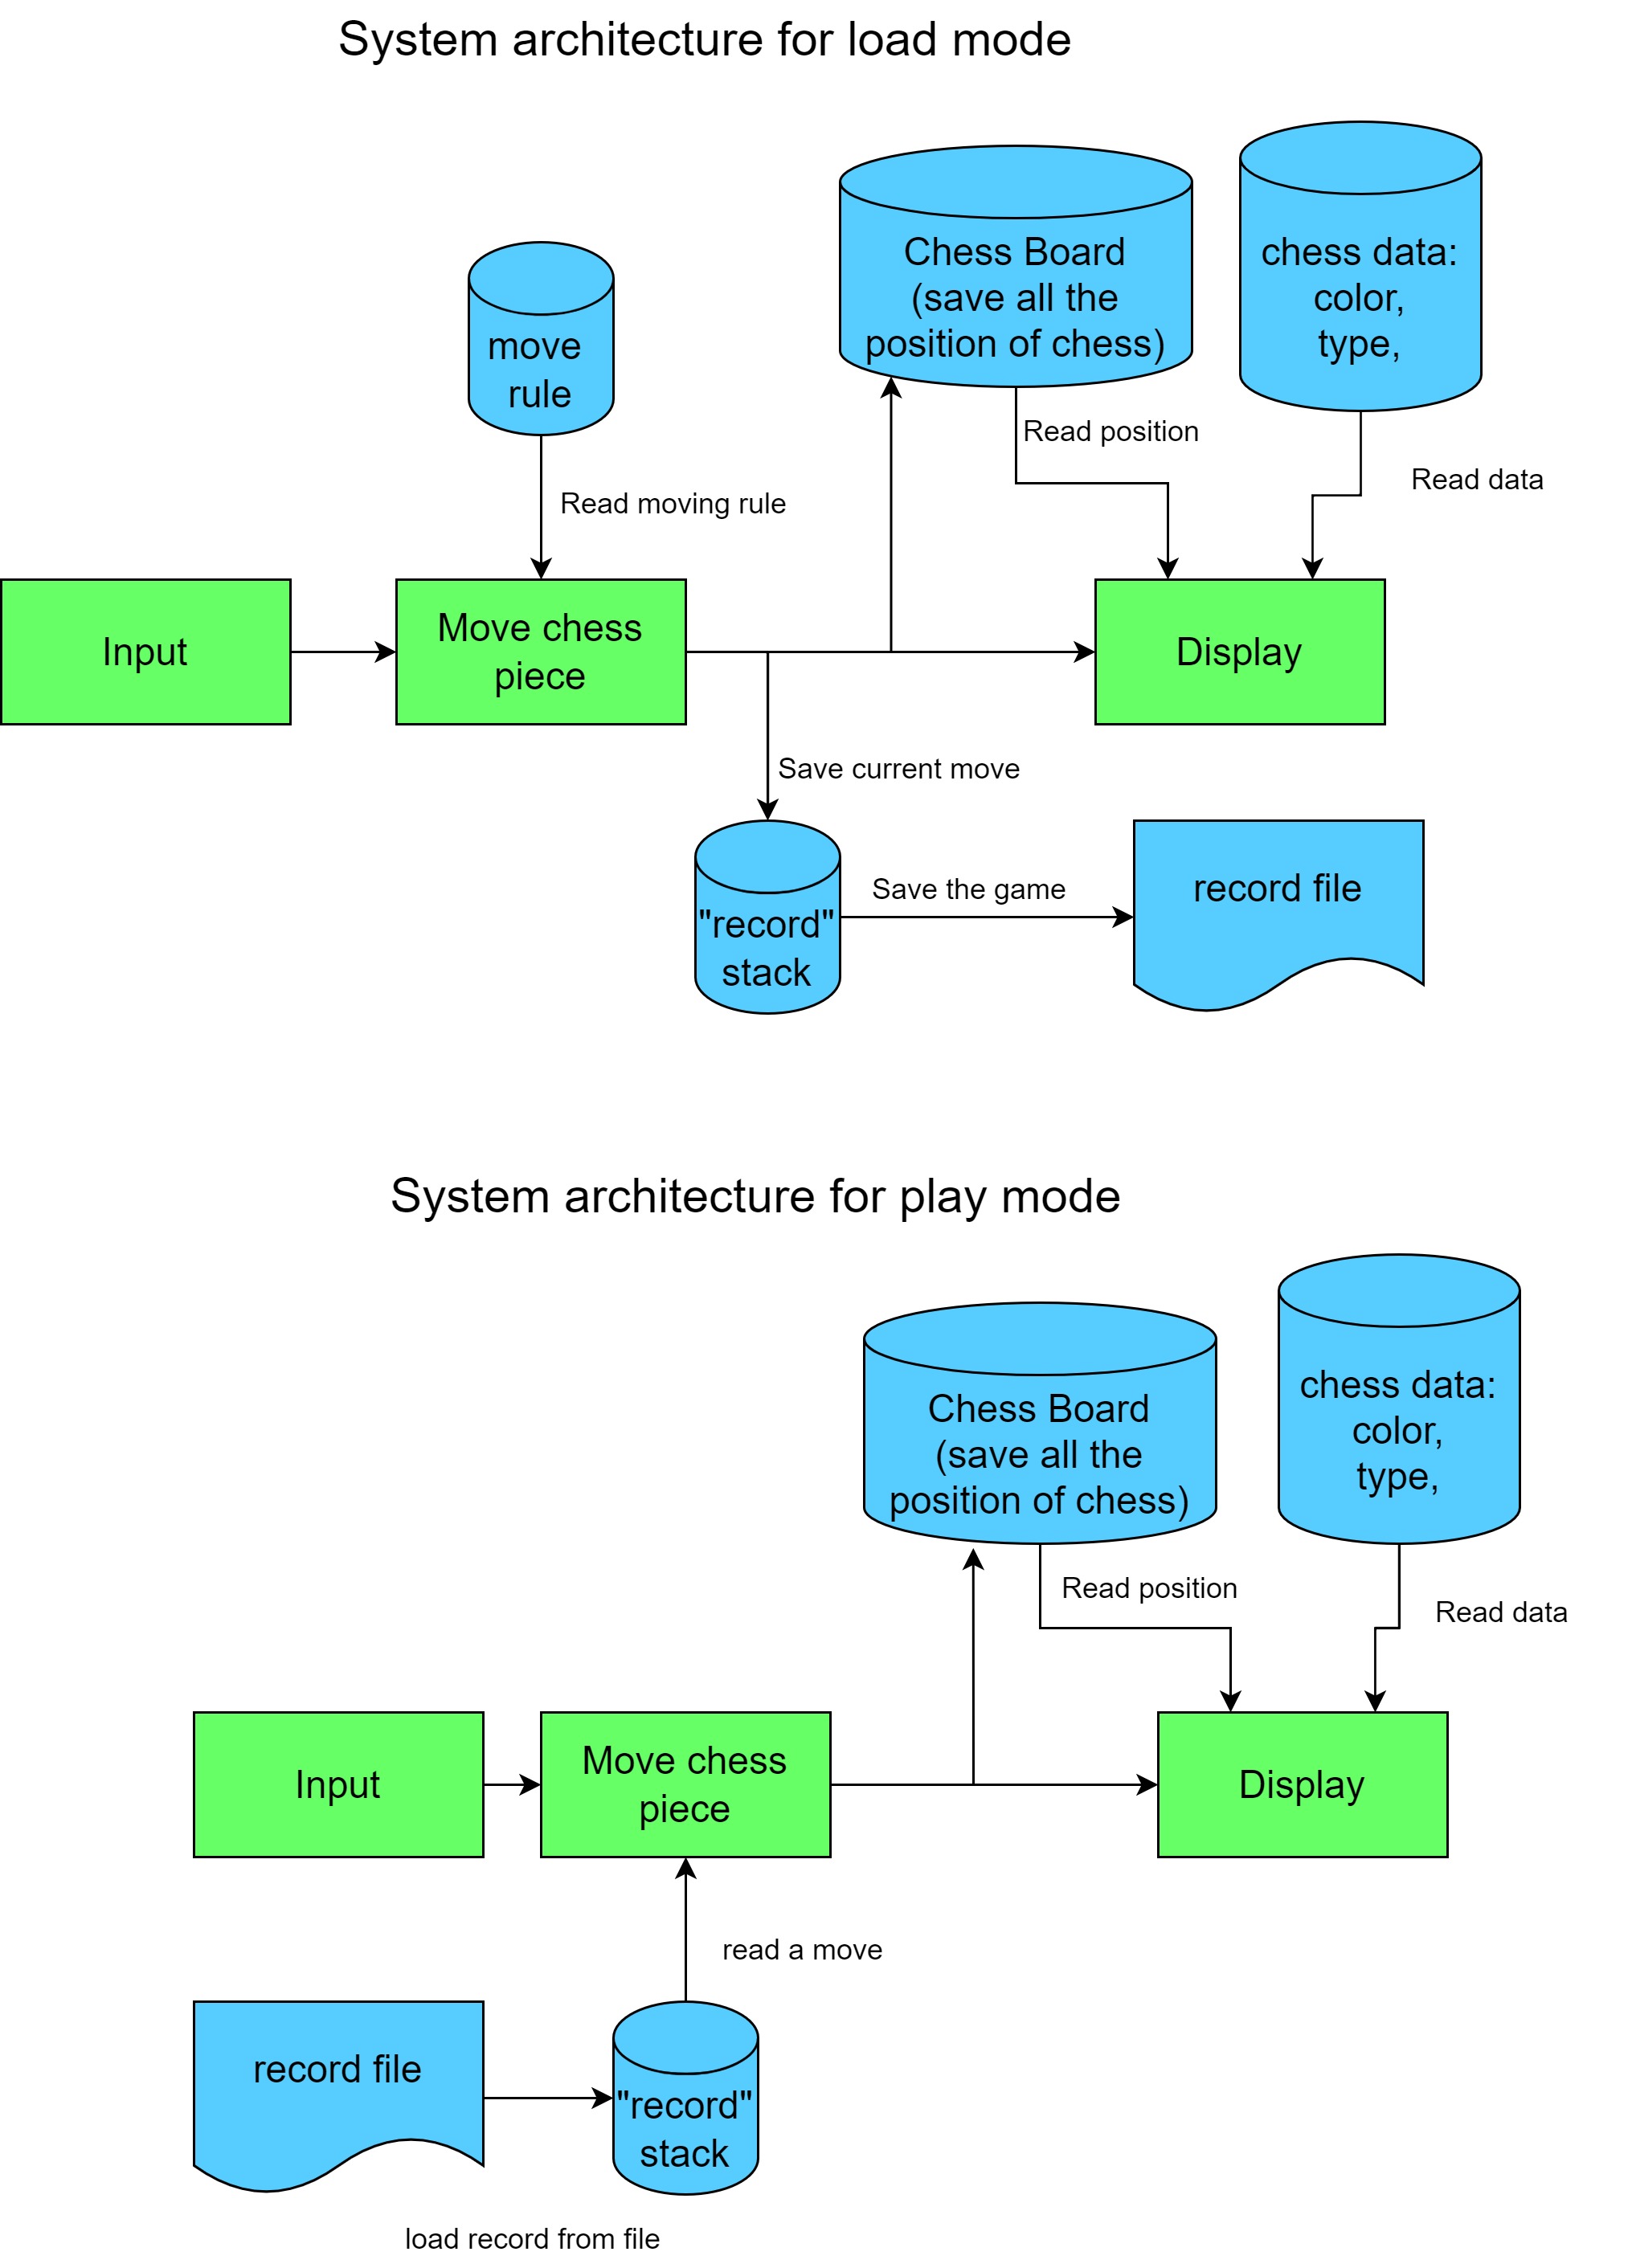 System architecture for load mode
Chess Board
(save all the
position of chess)
chess data:
color,
type,
move
rule
Read position
Read data
Read moving rule
Input
Move chess
piece
Display
Save current move
"record"
stack
Save the game
record file
System architecture for play mode
Chess Board
(save all the
position of chess)
chess data:
color,
type,
Read position
Read data
Input
Move chess
piece
Display
read a move
record file
"record"
stack
load record from file